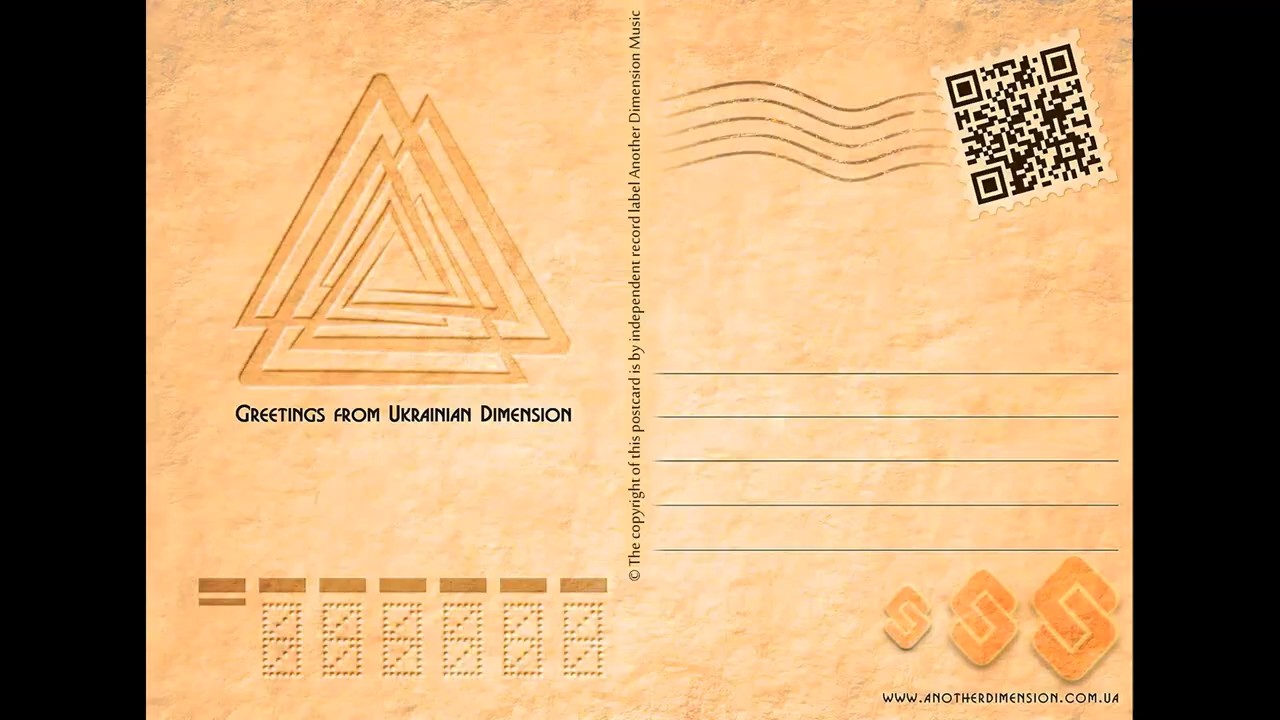 Greetings from Ukrainian Dimension
© The copyright of this postcard is by independent record label Another Dimension Music
www.anotherdimension.com.ua